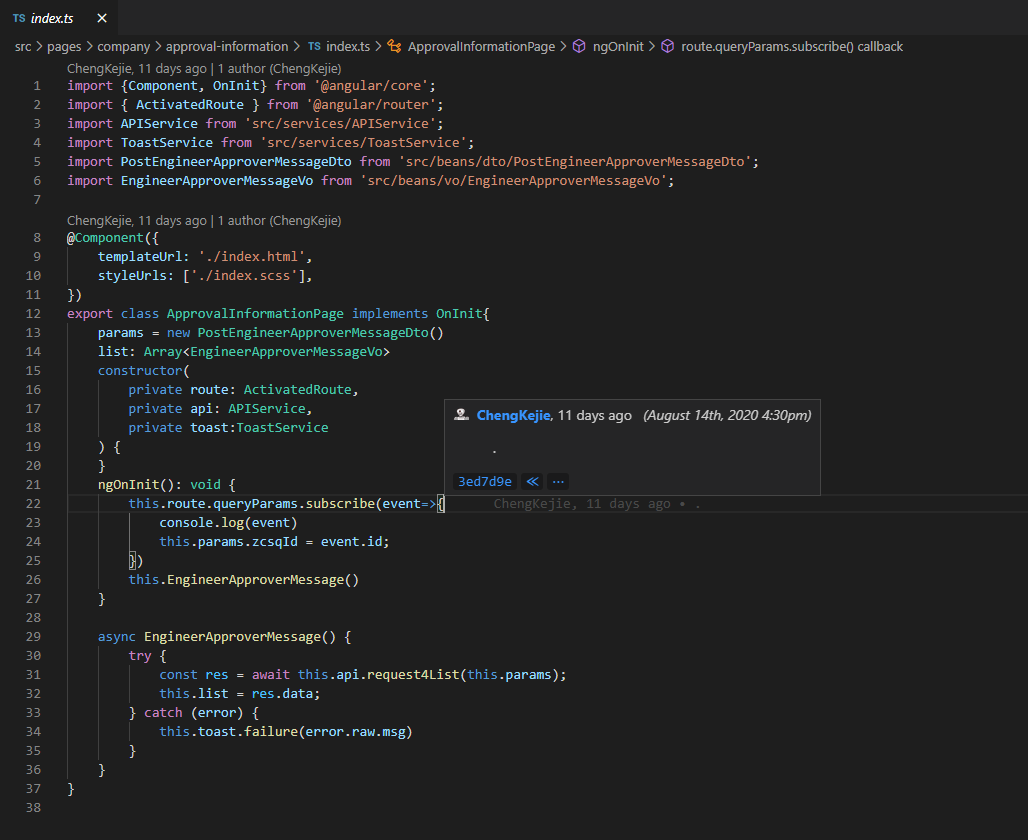 TS index.ts ×
src > pages > company > approval-information > TS index.ts > ApprovalInformationPage > ngOnInit > route.queryParams.subscribe() callback
ChengKejie, 11 days ago | 1 author (ChengKejie)
1 import {Component, OnInit} from '@angular/core';
2 import { ActivatedRoute } from '@angular/router';
3 import APIService from 'src/services/APIService';
4 import ToastService from 'src/services/ToastService';
5 import PostEngineerApproverMessageDto from 'src/beans/dto/PostEngineerApproverMessageDto';
6 import EngineerApproverMessageVo from 'src/beans/vo/EngineerApproverMessageVo';
7
ChengKejie, 11 days ago | 1 author (ChengKejie)
8 @Component({
9 templateUrl: './index.html',
10 styleUrls: ['./index.scss'],
11 })
12 export class ApprovalInformationPage implements OnInit{
13 params = new PostEngineerApproverMessageDto()
14 list: Array<EngineerApproverMessageVo>
15 constructor(
16 private route: ActivatedRoute,
17 private api: APIService,
18 private toast:ToastService
19 ) {
20 }
21 ngOnInit(): void {
22 this.route.queryParams.subscribe(event=>{ ChengKejie, 11 days ago • .
23 console.log(event)
24 this.params.zcsqId = event.id;
25 })
26 this.EngineerApproverMessage()
27 }
28
29 async EngineerApproverMessage() {
30 try {
31 const res = await this.api.request4List(this.params);
32 this.list = res.data;
33 } catch (error) {
34 this.toast.failure(error.raw.msg)
35 }
36 }
37 }
38
ChengKejie, 11 days ago (August 14th, 2020 4:30pm)
.
3ed7d9e ≪ ···